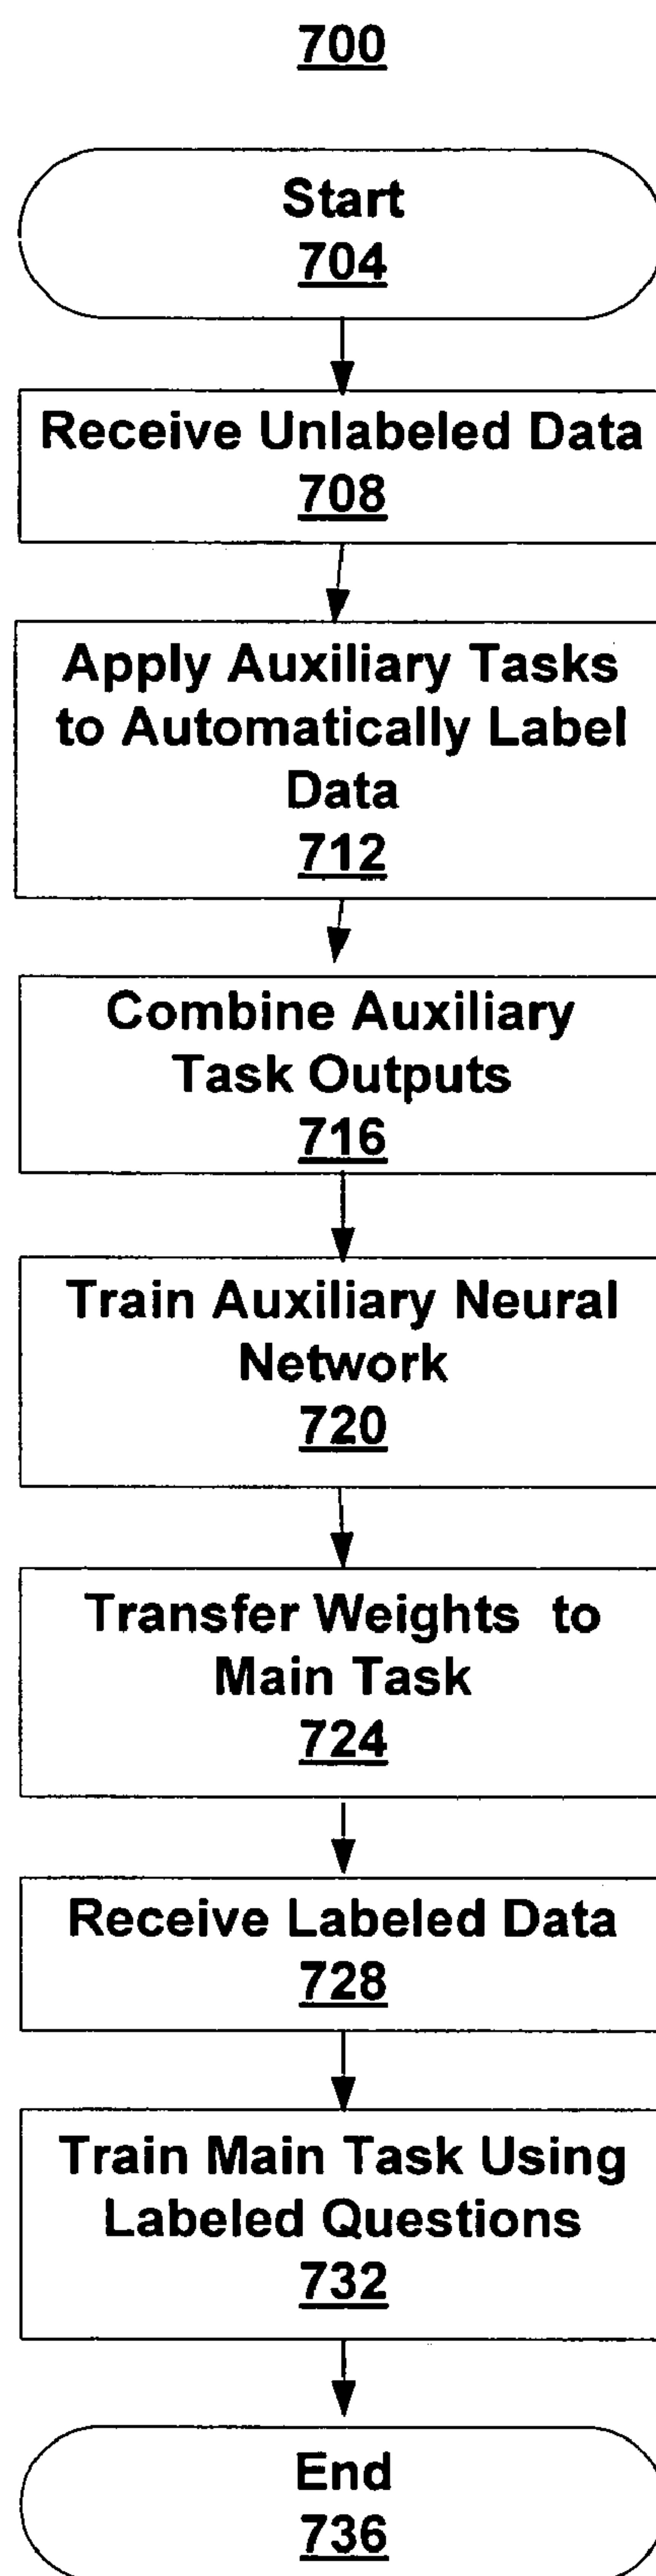 700
Start
704
Receive Unlabeled Data
708
Apply Auxiliary Tasks
to Automatically Label
Data
712
Combine Auxiliary
Task Outputs
716
Train Auxiliary Neural
Network
720
Transfer Weights to
Main Task
724
Receive Labeled Data
728
Train Main Task Using
Labeled Questions
732
End
736